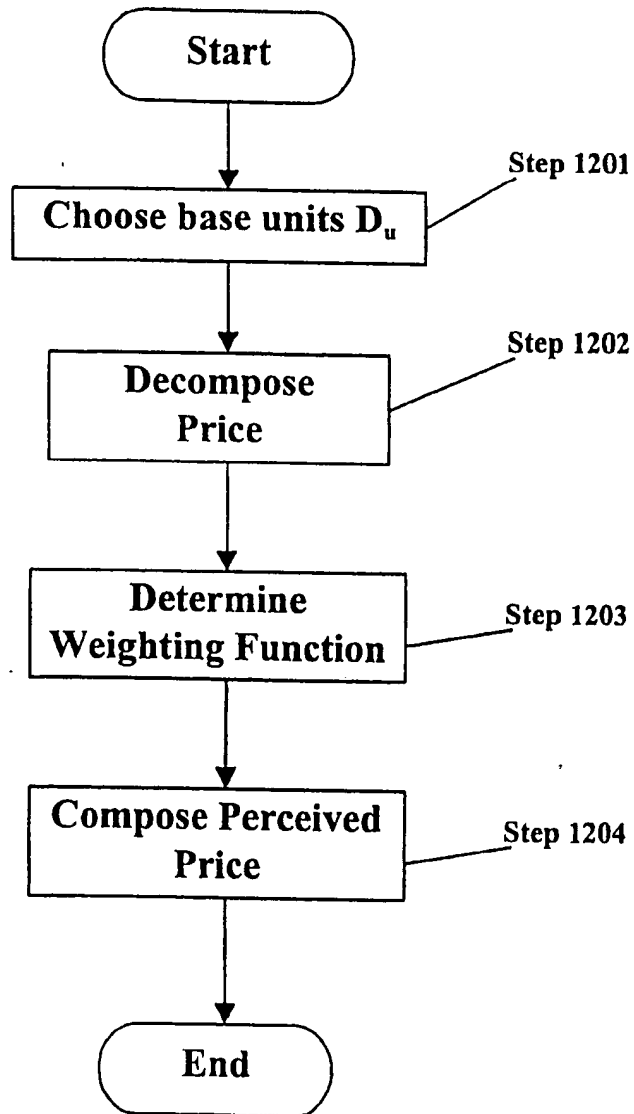 Start
Step 1201
Choose base units Dᵤ
Step 1202
Decompose
Price
Determine
Weighting Function
Step 1203
Compose Perceived
Price
Step 1204
End